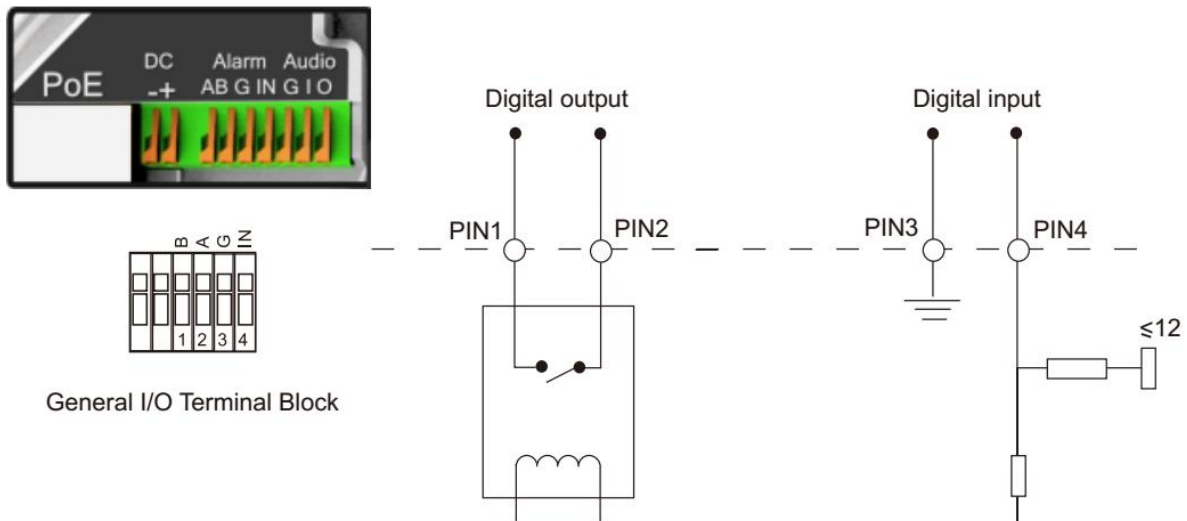 DC Alarm Audio
PoE -+ AB G IN G I O
Digital output
Digital input
PIN1
PIN2
PIN3
PIN4
B A G IN
1 2 3 4
≤12
General I/O Terminal Block